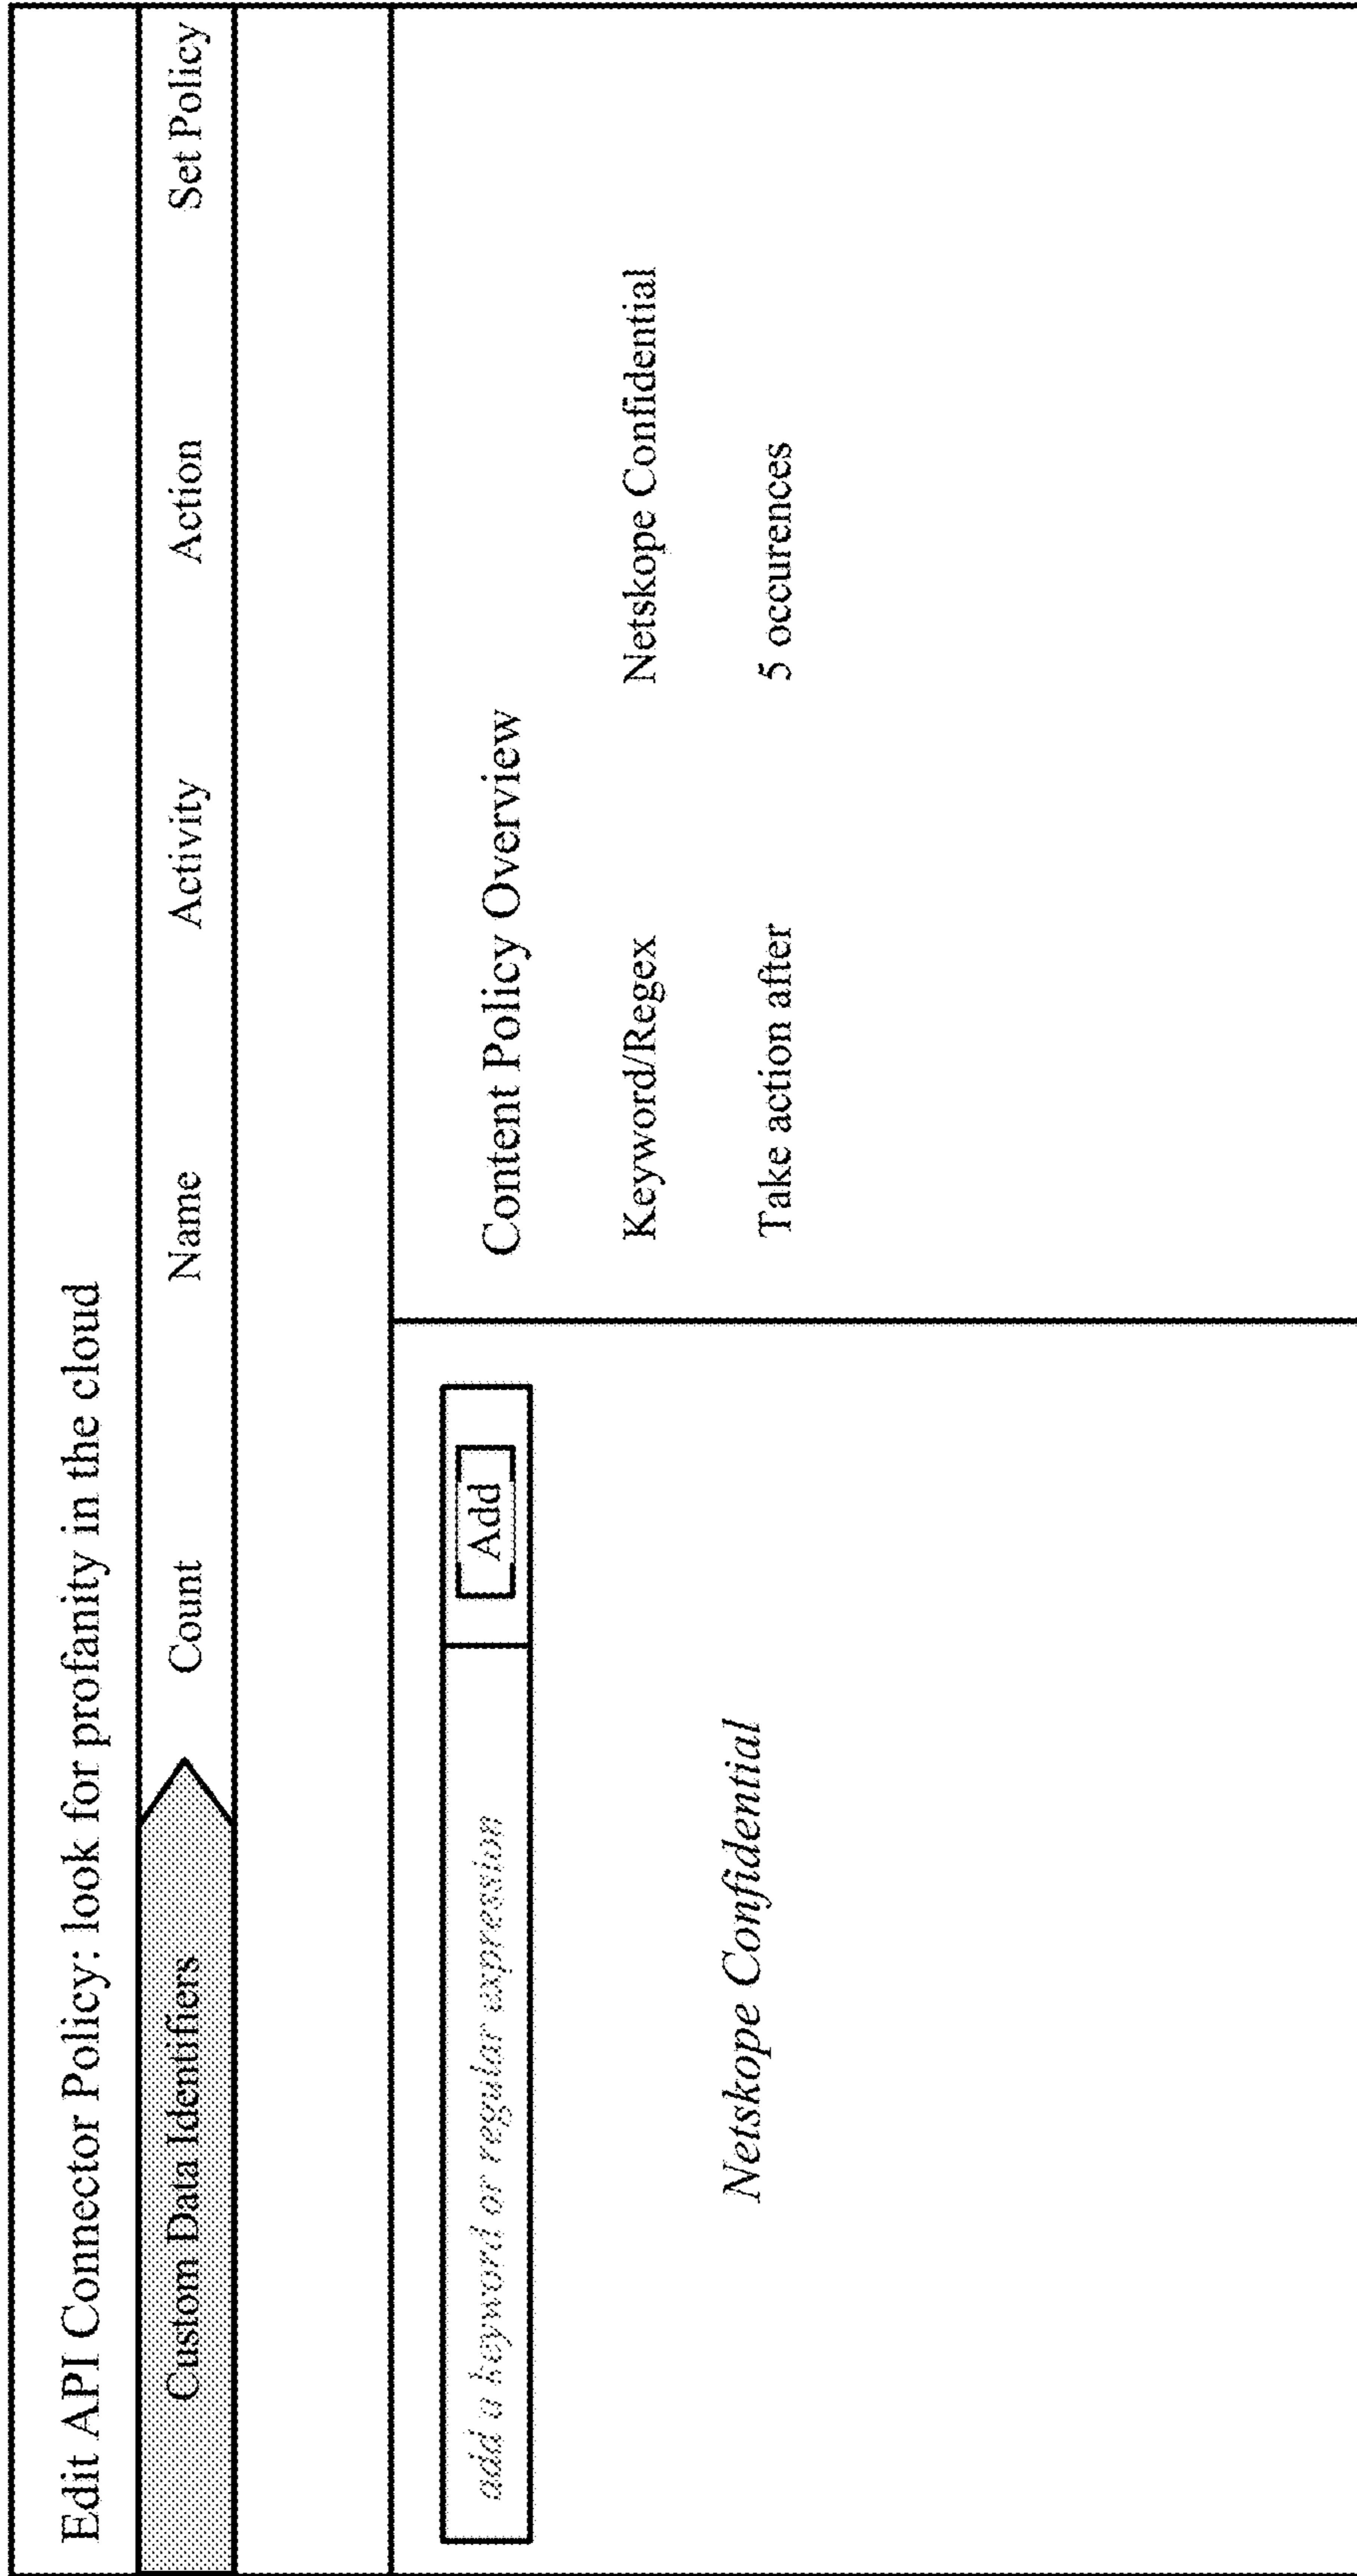 Edit API Connector Policy: look for profanity in the cloud
Custom Data Identifiers Count Name Activity Action Set Policy
add a keyword or regular expression Add
Netskope Confidential
Content Policy Overview
Keyword/Regex Netskope Confidential
Take action after 5 occurences